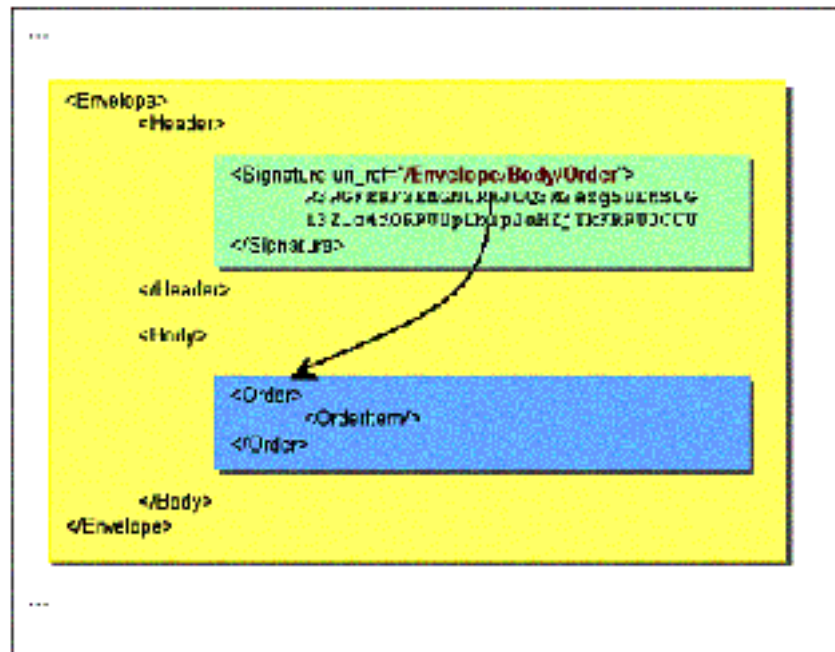 ...
<Envelope>
<Header>
<Signature uri_ref="/Envelope/Body/Order">
</Signature>
</Header>
<Body>
<Order>
<OrderItem/>
</Order>
</Body>
</Envelope>
...